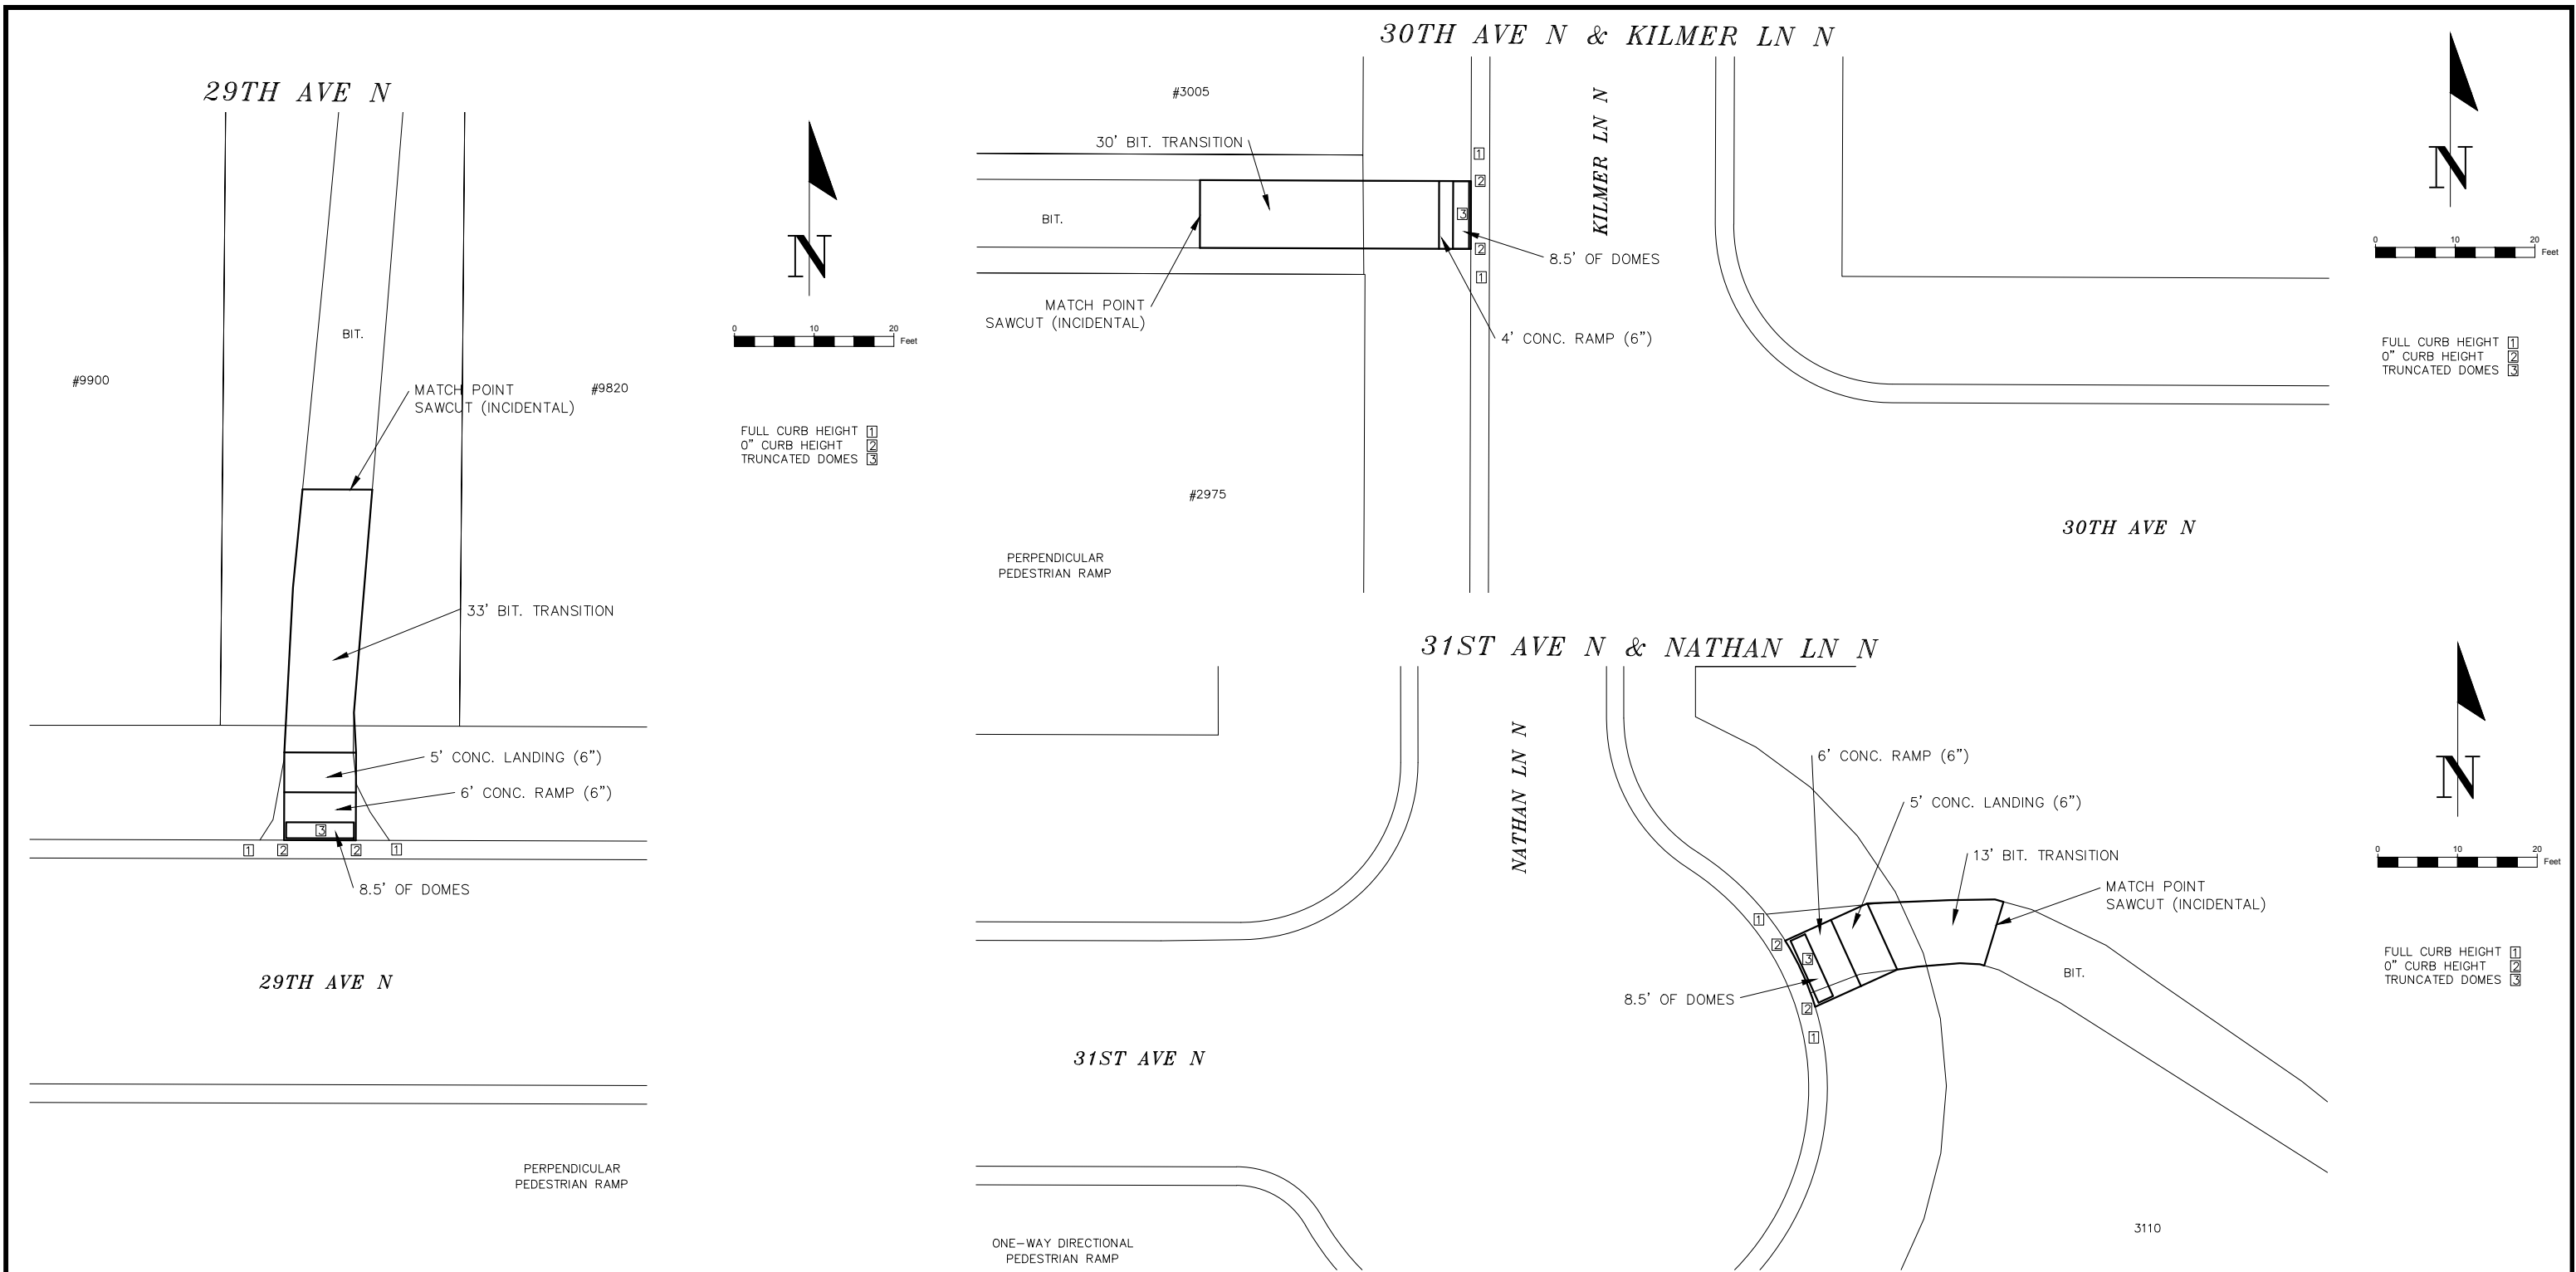 29TH AVE N
#9900
BIT.
#9820
MATCH POINT
SAWCUT (INCIDENTAL)
33' BIT. TRANSITION
5' CONC. LANDING (6")
6' CONC. RAMP (6")
3
1
2
2
1
8.5' OF DOMES
29TH AVE N
PERPENDICULAR
PEDESTRIAN RAMP
N
0 10 20
Feet
FULL CURB HEIGHT 1
0" CURB HEIGHT 2
TRUNCATED DOMES 3
30TH AVE N & KILMER LN N
#3005
30' BIT. TRANSITION
BIT.
MATCH POINT
SAWCUT (INCIDENTAL)
1
2
3
2
1
8.5' OF DOMES
4' CONC. RAMP (6")
KILMER LN N
#2975
PERPENDICULAR
PEDESTRIAN RAMP
30TH AVE N
N
0 10 20
Feet
FULL CURB HEIGHT 1
0" CURB HEIGHT 2
TRUNCATED DOMES 3
31ST AVE N & NATHAN LN N
NATHAN LN N
6' CONC. RAMP (6")
5' CONC. LANDING (6")
13' BIT. TRANSITION
MATCH POINT
SAWCUT (INCIDENTAL)
1
2
3
2
1
8.5' OF DOMES
BIT.
31ST AVE N
3110
ONE-WAY DIRECTIONAL
PEDESTRIAN RAMP
N
0 10 20
Feet
FULL CURB HEIGHT 1
0" CURB HEIGHT 2
TRUNCATED DOMES 3